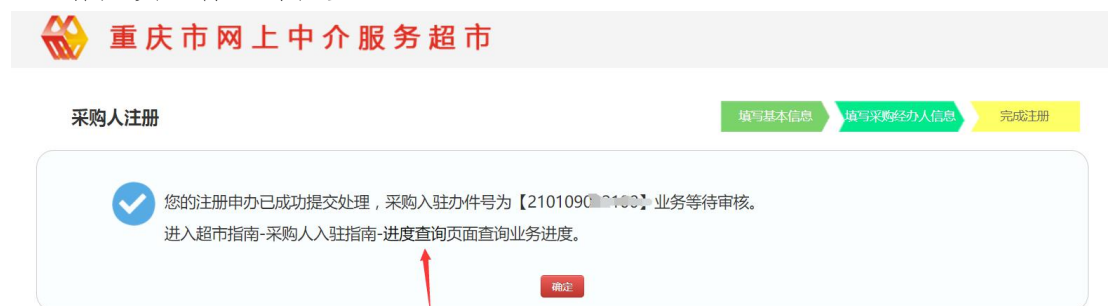 重庆市网上中介服务超市
采购人注册
填写基本信息 填写采购经办人信息 完成注册
您的注册申办已成功提交处理，采购入驻办件号为【210109 】业务等待审核。
进入超市指南-采购人入驻指南-进度查询页面查询业务进度。
确定